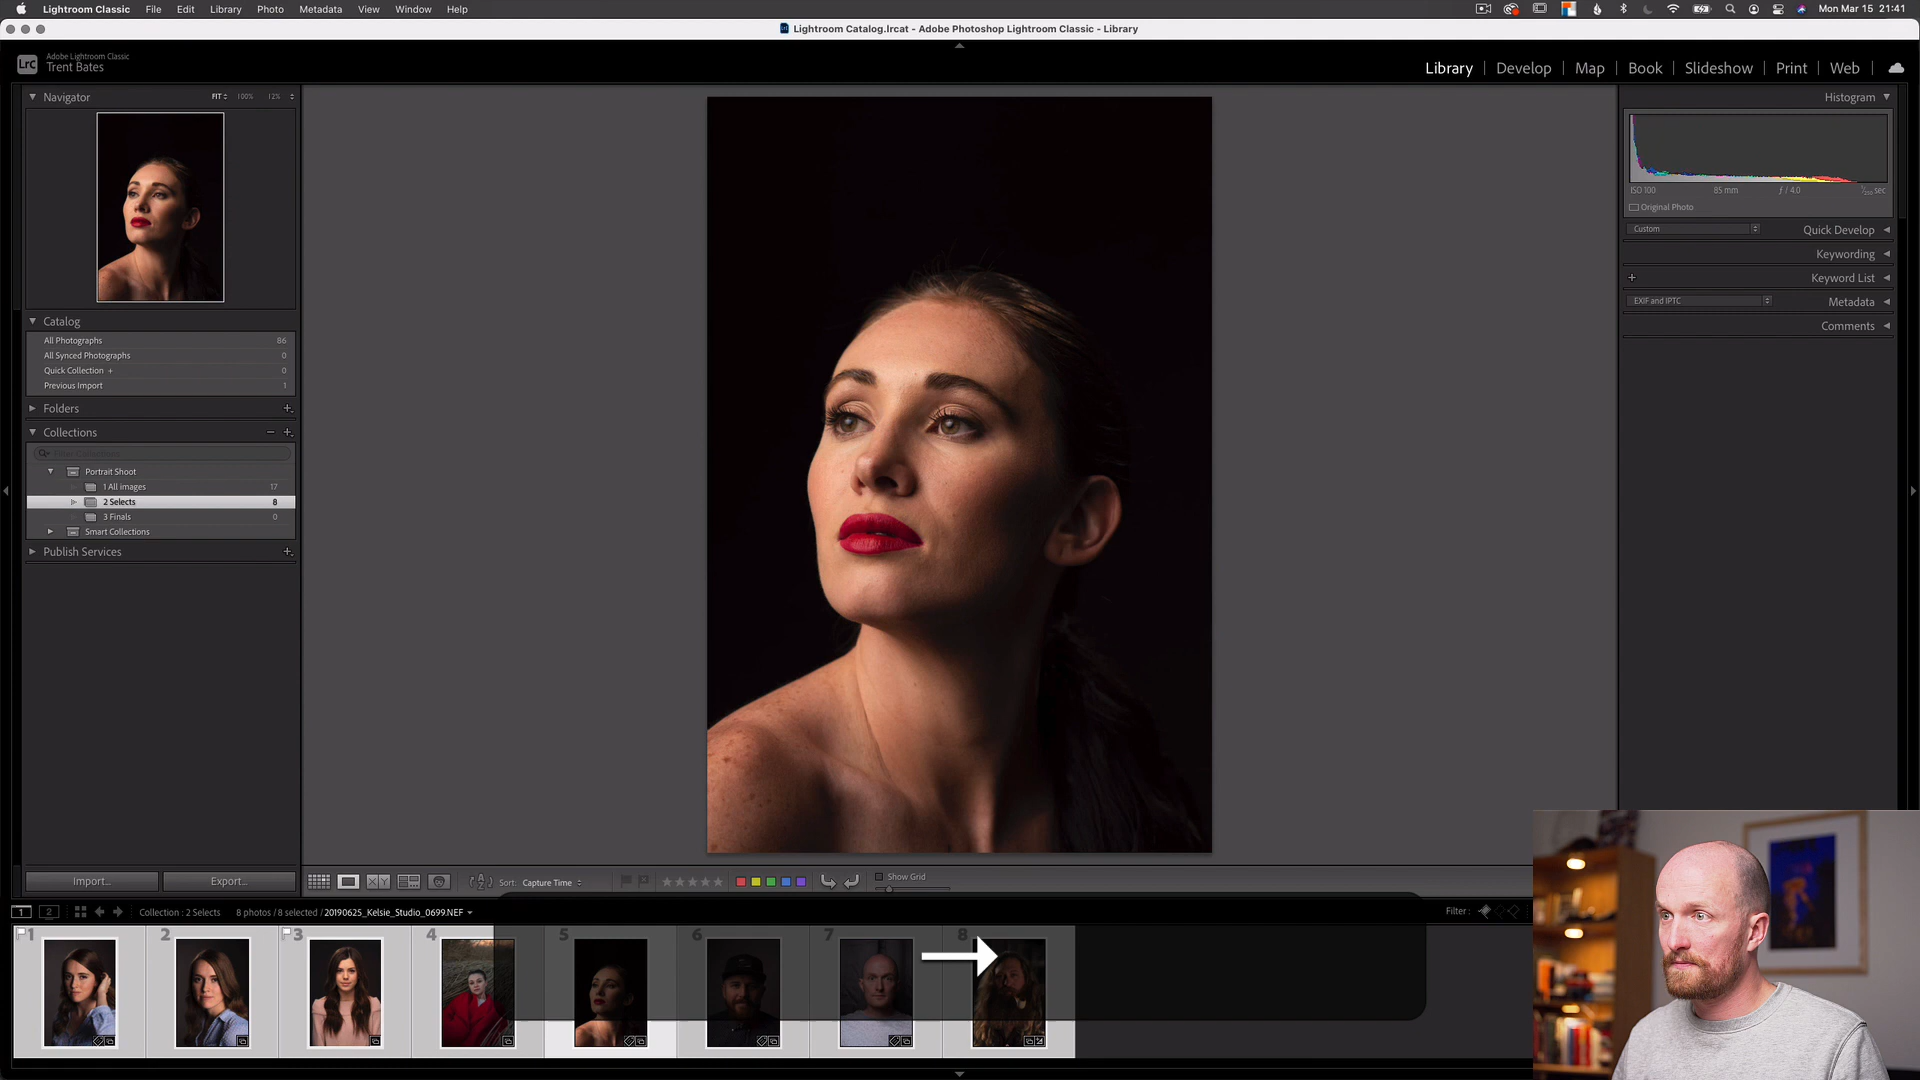 Lightroom Classic File Edit Library Photo Metadata View Window Help Mon Mar 15 21:41
Lightroom Catalog.lrcat - Adobe Photoshop Lightroom Classic - Library
LrC Adobe Lightroom Classic
Trent Bates
Library | Develop | Map | Book | Slideshow | Print | Web
Navigator FIT 100% 12%
Histogram
ISO 100 85 mm ƒ / 4.0
Original Photo
Custom Quick Develop
Keywording
Keyword List
EXIF and IPTC Metadata
Comments
Catalog
All Photographs 86
All Synced Photographs 0
Quick Collection + 0
Previous Import 1
Folders
Collections
Filter Collections
Portrait Shoot
1 All images 17
2 Selects 8
3 Finals 0
Smart Collections
Publish Services
Import... Export...
XY Sort: Capture Time Show Grid
1 2 Collection : 2 Selects 8 photos / 8 selected / 20190625_Kelsie_Studio_0699.NEF Filter :
1 2 3 4 5 6 7 8